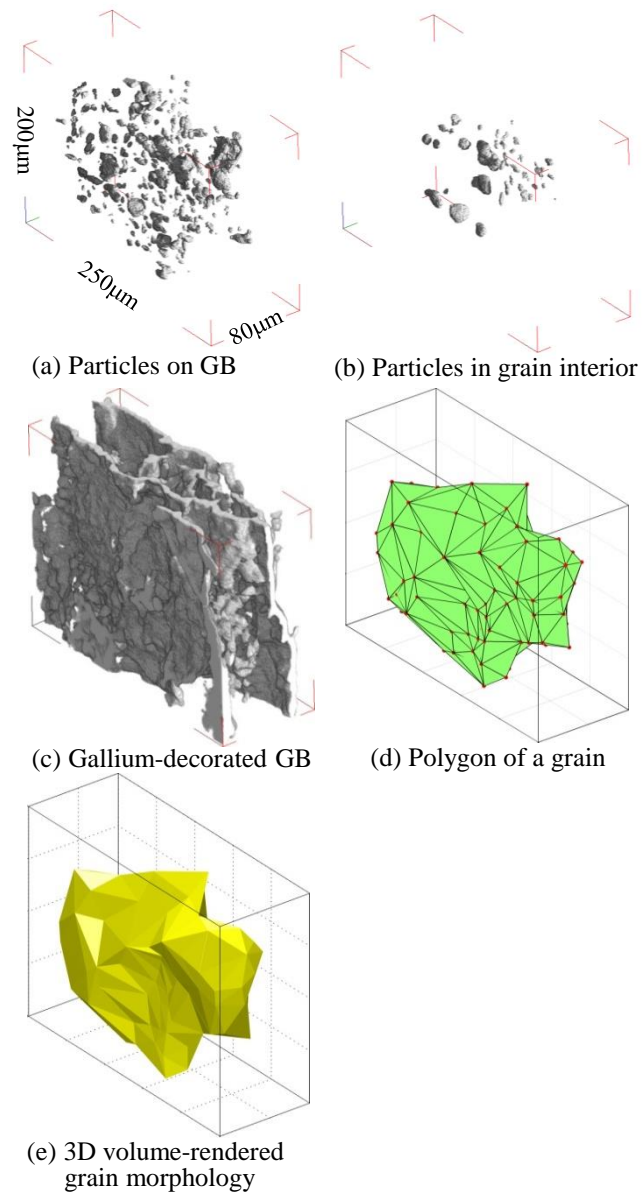 200μm
250μm
80μm
(a) Particles on GB
(b) Particles in grain interior
(c) Gallium-decorated GB
(d) Polygon of a grain
(e) 3D volume-rendered
grain morphology